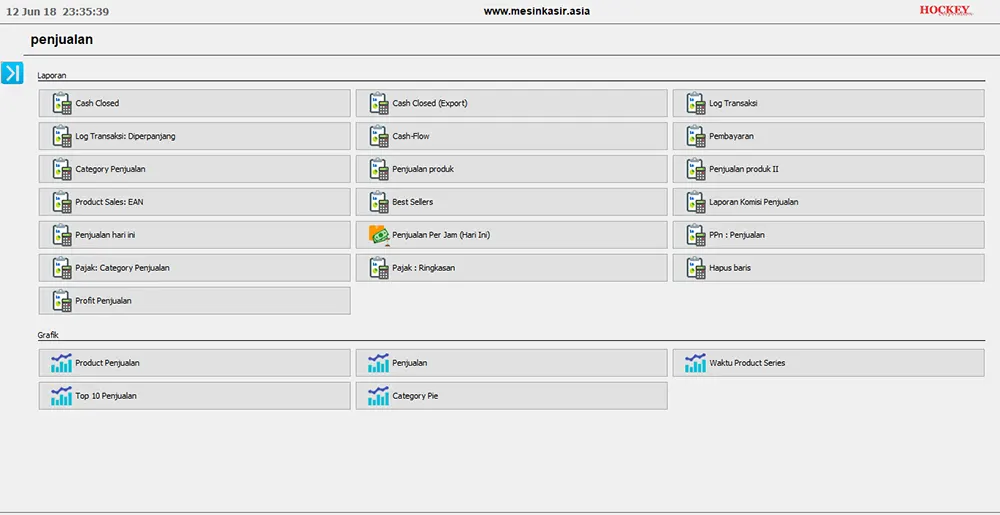 12 Jun 18 23:35:39 www.mesinkasir.asia HOCKEY
penjualan
Laporan
Cash Closed Cash Closed (Export) Log Transaksi
Log Transaksi: Diperpanjang Cash-Flow Pembayaran
Category Penjualan Penjualan produk Penjualan produk II
Product Sales: EAN Best Sellers Laporan Komisi Penjualan
Penjualan hari ini Penjualan Per Jam (Hari Ini) PPn : Penjualan
Pajak: Category Penjualan Pajak : Ringkasan Hapus baris
Profit Penjualan
Grafik
Product Penjualan Penjualan Waktu Product Series
Top 10 Penjualan Category Pie